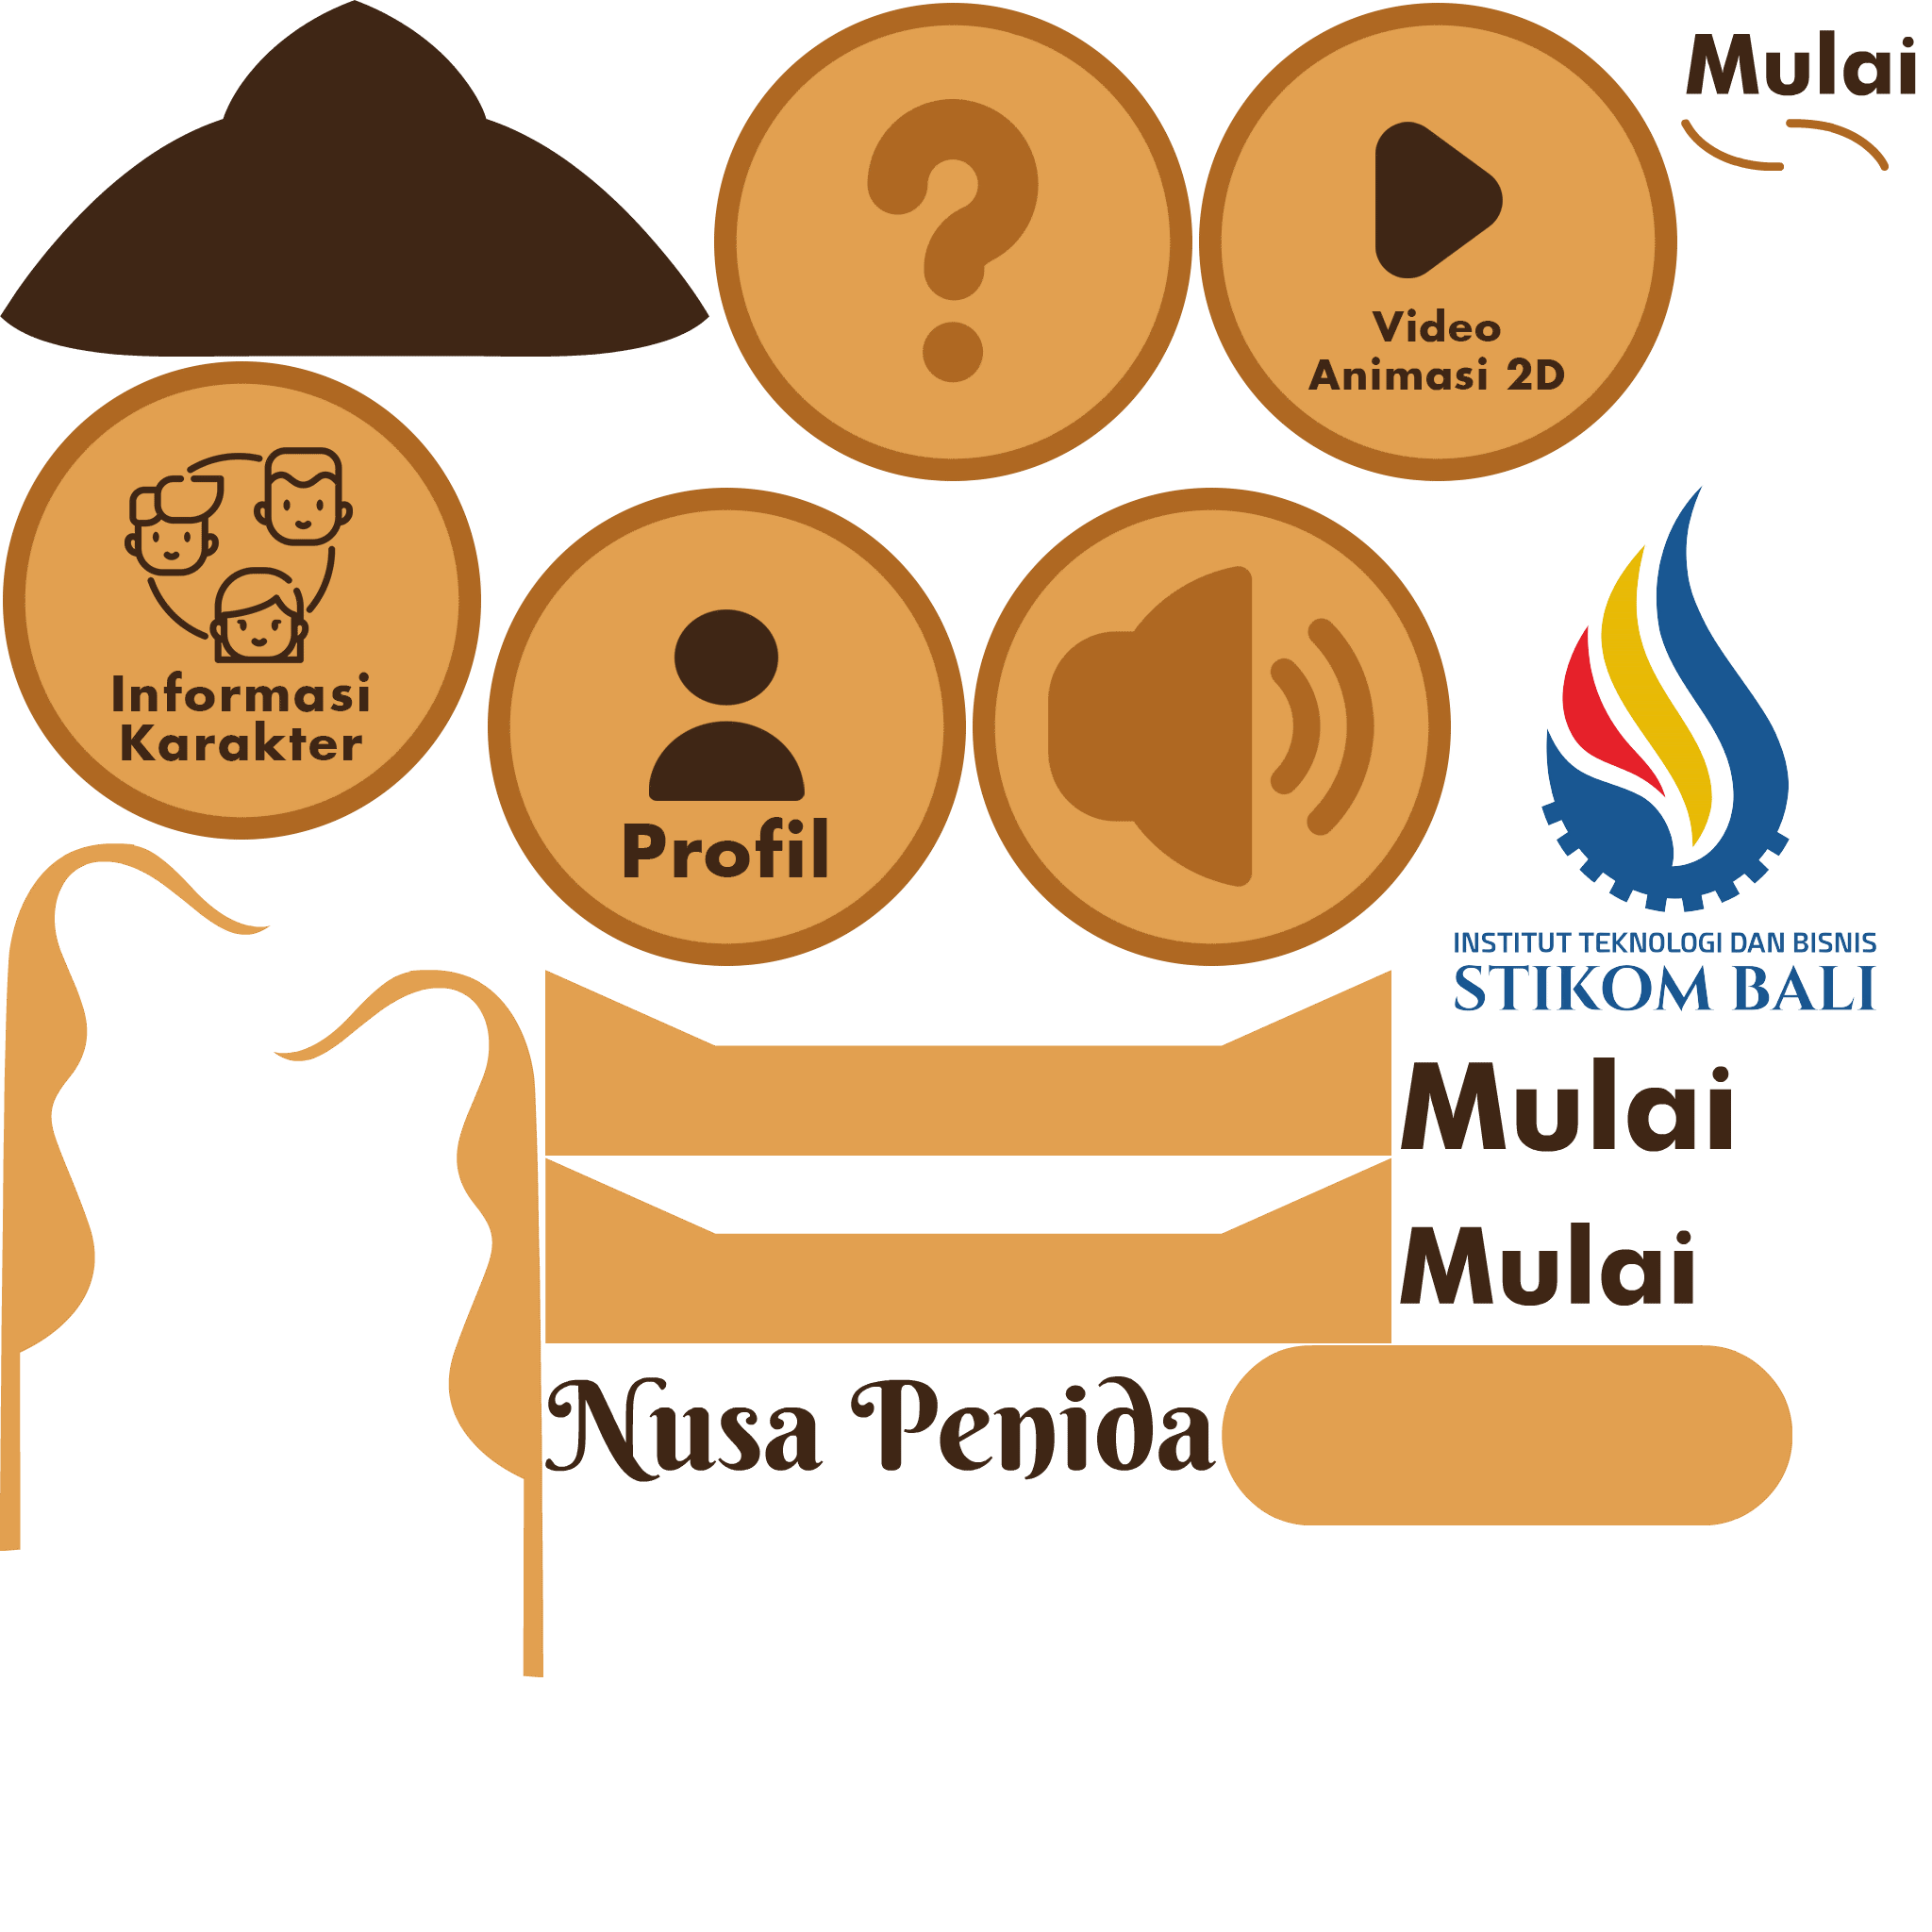 Mulai
Video
Animasi 2D
Informasi
Karakter
Profil
INSTITUT TEKNOLOGI DAN BISNIS
STIKOM BALI
Mulai
Mulai
Nusa Penida